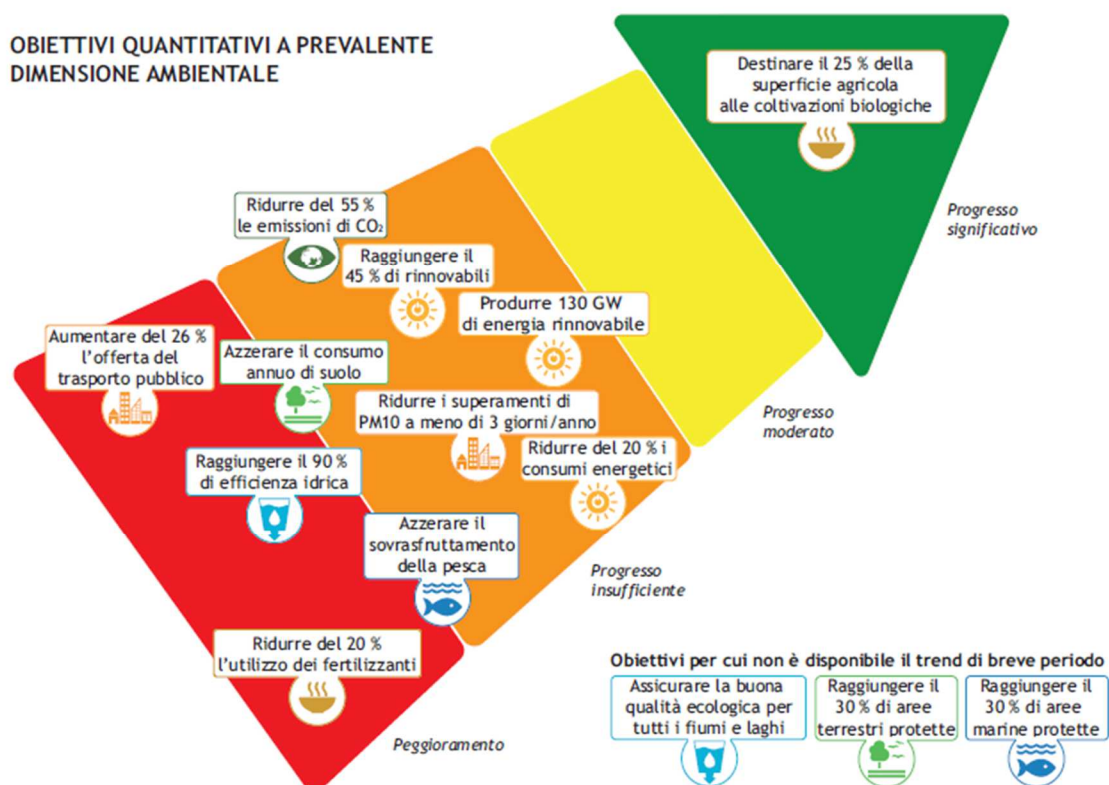 OBIETTIVI QUANTITATIVI A PREVALENTE
DIMENSIONE AMBIENTALE
Destinare il 25 % della
superficie agricola
alle coltivazioni biologiche
Progresso
significativo
Ridurre del 55 %
le emissioni di CO₂
Raggiungere il
45 % di rinnovabili
Produrre 130 GW
di energia rinnovabile
Aumentare del 26 %
l'offerta del
trasporto pubblico
Azzerare il consumo
annuo di suolo
Ridurre i superamenti di
PM10 a meno di 3 giorni/anno
Progresso
moderato
Ridurre del 20 % i
consumi energetici
Raggiungere il 90 %
di efficienza idrica
Azzerare il
sovrasfruttamento
della pesca
Progresso
insufficiente
Ridurre del 20 %
l'utilizzo dei fertilizzanti
Peggioramento
Obiettivi per cui non è disponibile il trend di breve periodo
Assicurare la buona
qualità ecologica per
tutti i fiumi e laghi
Raggiungere il
30 % di aree
terrestri protette
Raggiungere il
30 % di aree
marine protette